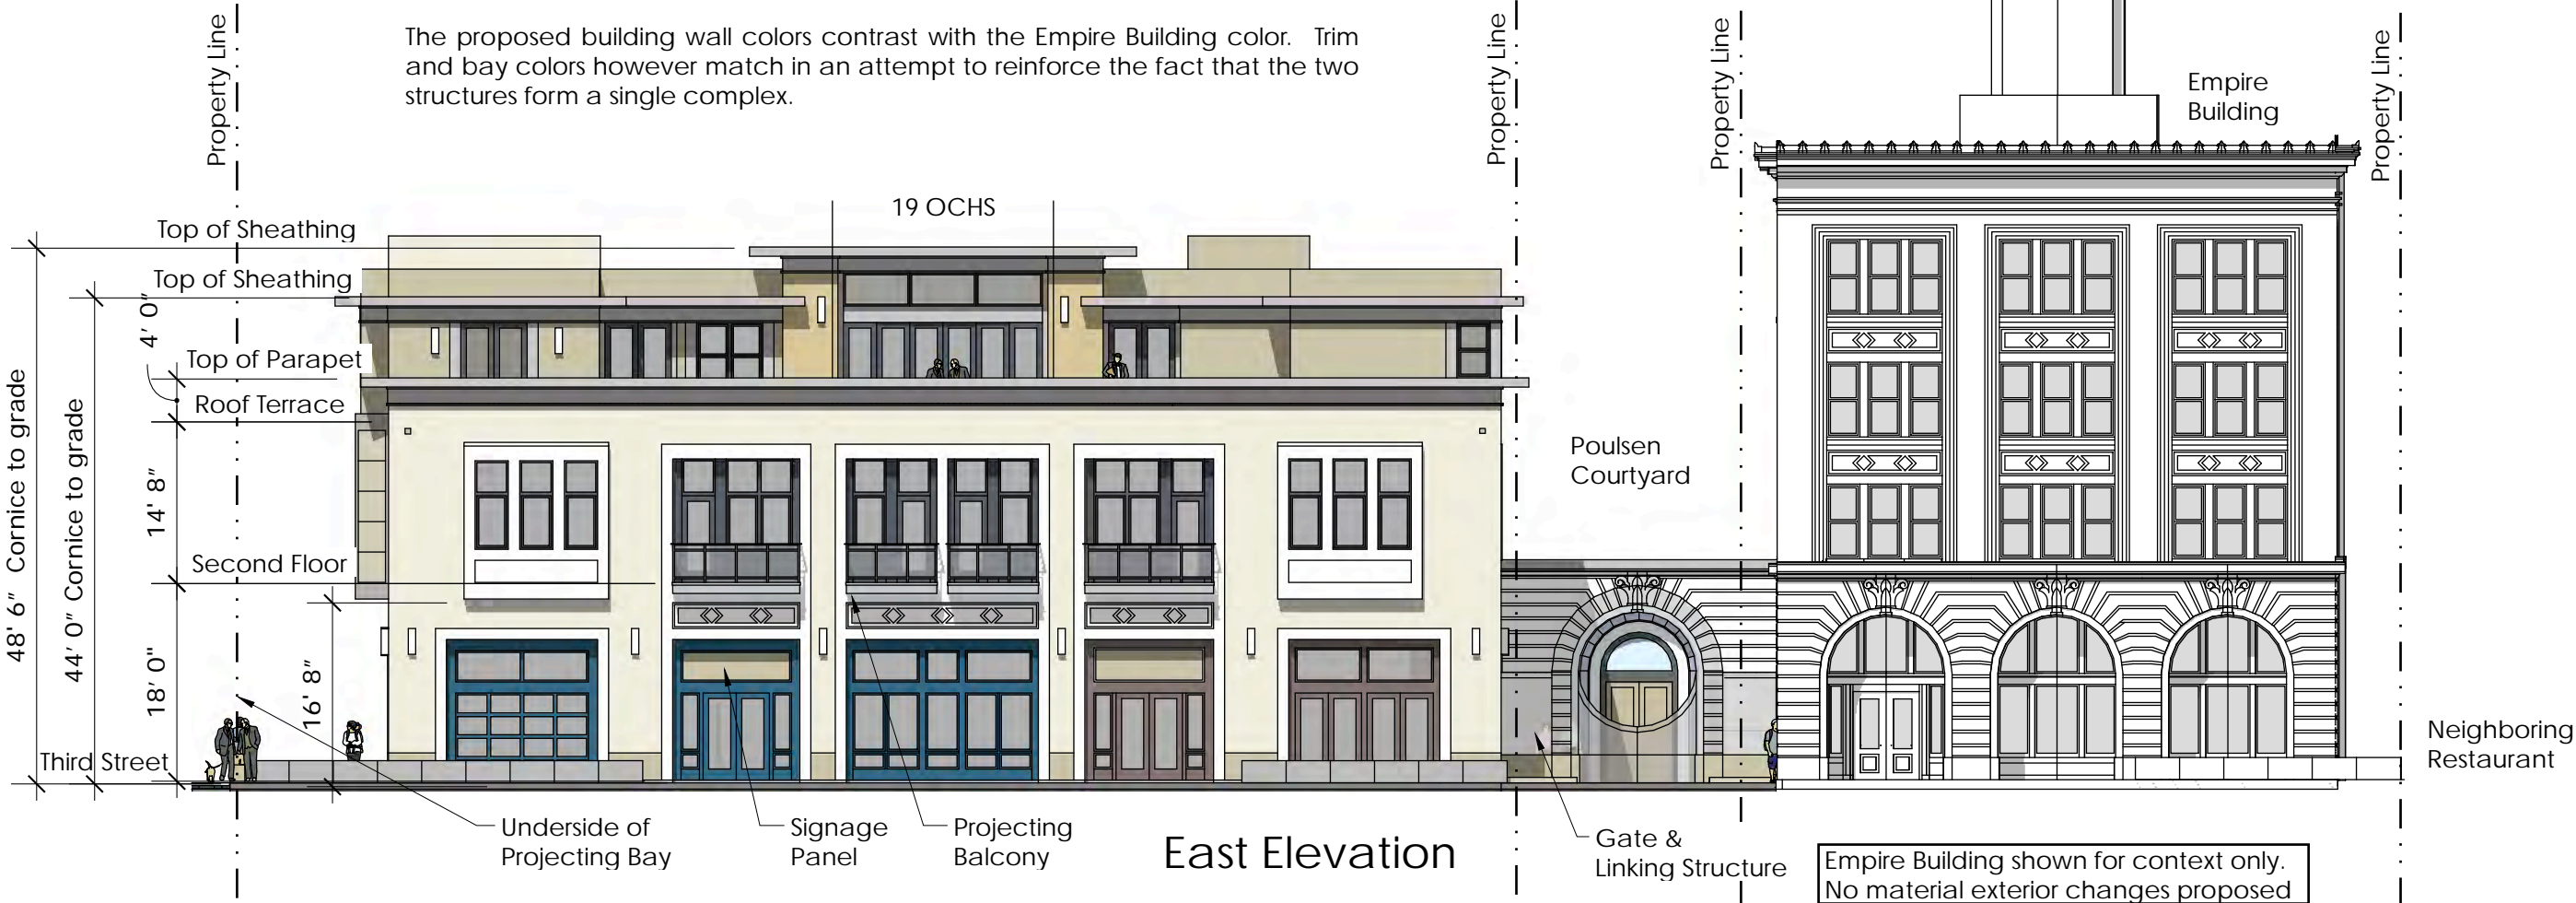 The proposed building wall colors contrast with the Empire Building color. Trim
and bay colors however match in an attempt to reinforce the fact that the two
structures form a single complex.
Property Line
Property Line
Property Line
Property Line
Empire
Building
19 OCHS
Top of Sheathing
Top of Sheathing
4' 0"
Top of Parapet
Roof Terrace
48' 6" Cornice to grade
44' 0" Cornice to grade
14' 8"
Second Floor
18' 0"
16' 8"
Third Street
Poulsen
Courtyard
Neighboring
Restaurant
Underside of
Projecting Bay
Signage
Panel
Projecting
Balcony
East Elevation
Gate &
Linking Structure
Empire Building shown for context only.
No material exterior changes proposed